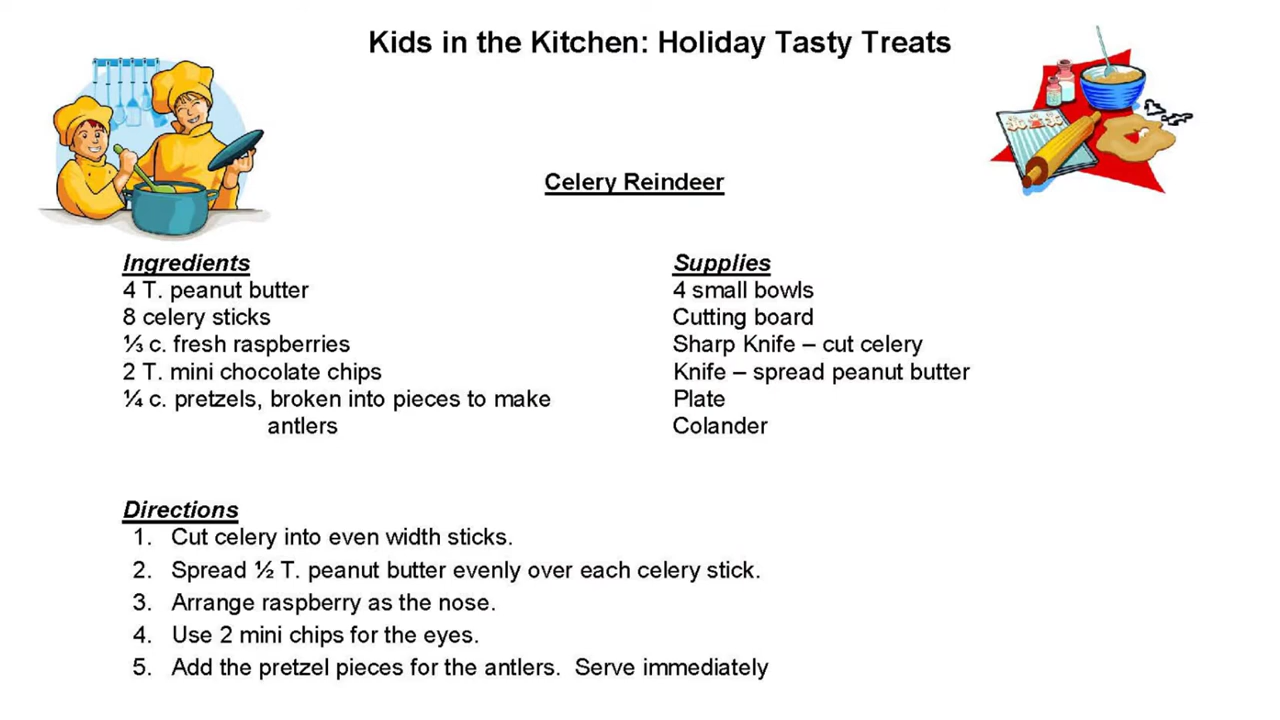 Kids in the Kitchen: Holiday Tasty Treats
Celery Reindeer
Ingredients
4 T. peanut butter
8 celery sticks
⅓ c. fresh raspberries
2 T. mini chocolate chips
¼ c. pretzels, broken into pieces to make
antlers
Supplies
4 small bowls
Cutting board
Sharp Knife – cut celery
Knife – spread peanut butter
Plate
Colander
Directions
1. Cut celery into even width sticks.
2. Spread ½ T. peanut butter evenly over each celery stick.
3. Arrange raspberry as the nose.
4. Use 2 mini chips for the eyes.
5. Add the pretzel pieces for the antlers. Serve immediately